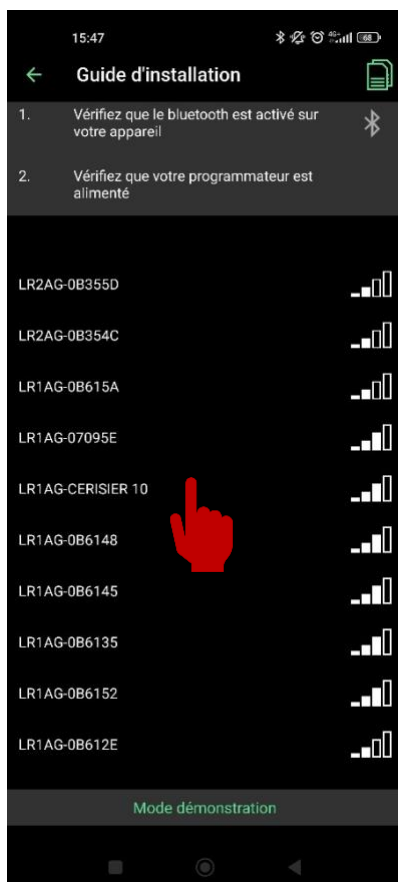 15:47
68
Guide d'installation
1. Vérifiez que le bluetooth est activé sur
votre appareil
2. Vérifiez que votre programmateur est
alimenté
LR2AG-0B355D
LR2AG-0B354C
LR1AG-0B615A
LR1AG-07095E
LR1AG-CERISIER 10
LR1AG-0B6148
LR1AG-0B6145
LR1AG-0B6135
LR1AG-0B6152
LR1AG-0B612E
Mode démonstration